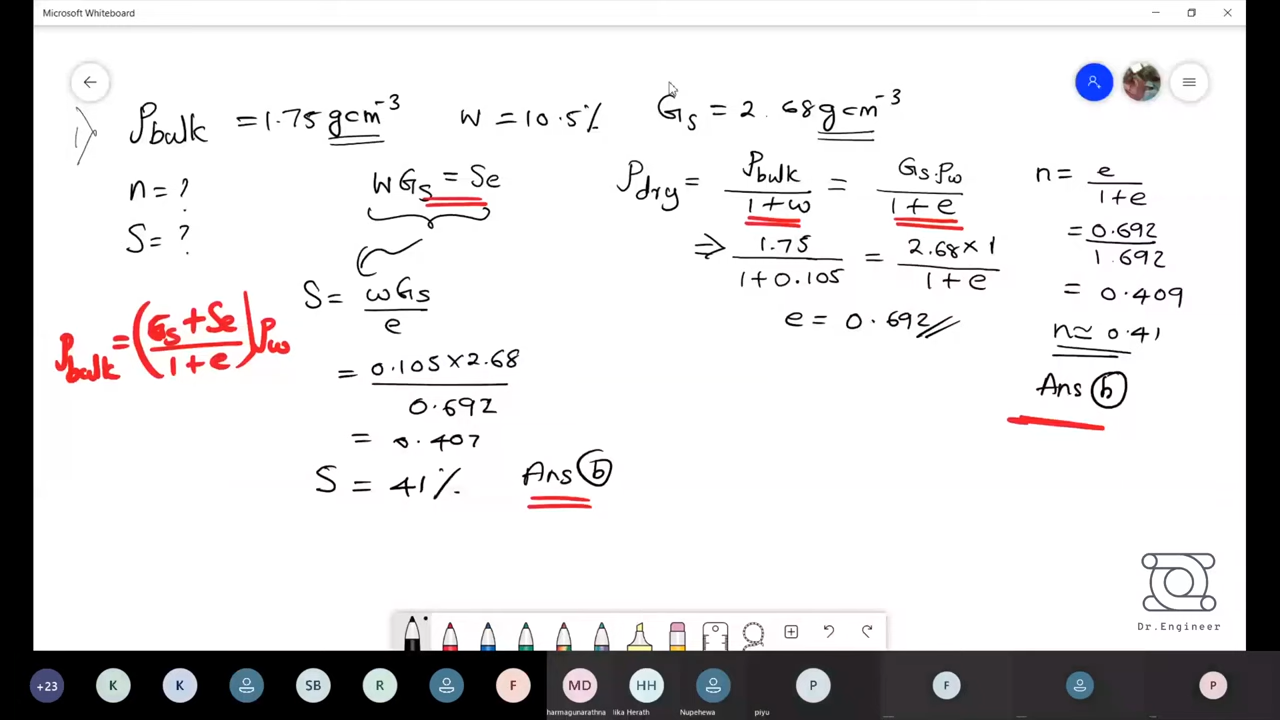 Microsoft Whiteboard
1) ρbulk = 1.75 gcm⁻³ w = 10.5% Gs = 2.68 gcm⁻³
n = ?
S = ?
ρbulk = ((Gs + Se)/(1 + e)) ρw
wGs = Se
S = wGs/e
= 0.105 × 2.68/0.692
= 0.407
S = 41% Ans (b)
ρdry = ρbulk/(1 + w) = Gs.ρw/(1 + e)
⇒ 1.75/(1 + 0.105) = 2.68 × 1/(1 + e)
e = 0.692
n = e/(1 + e)
= 0.692/1.692
= 0.409
n ≃ 0.41
Ans (b)
Dr.Engineer
+23 K K SB R F MD HH P F P
harmagunarathna lika Herath Nupehewa piyu